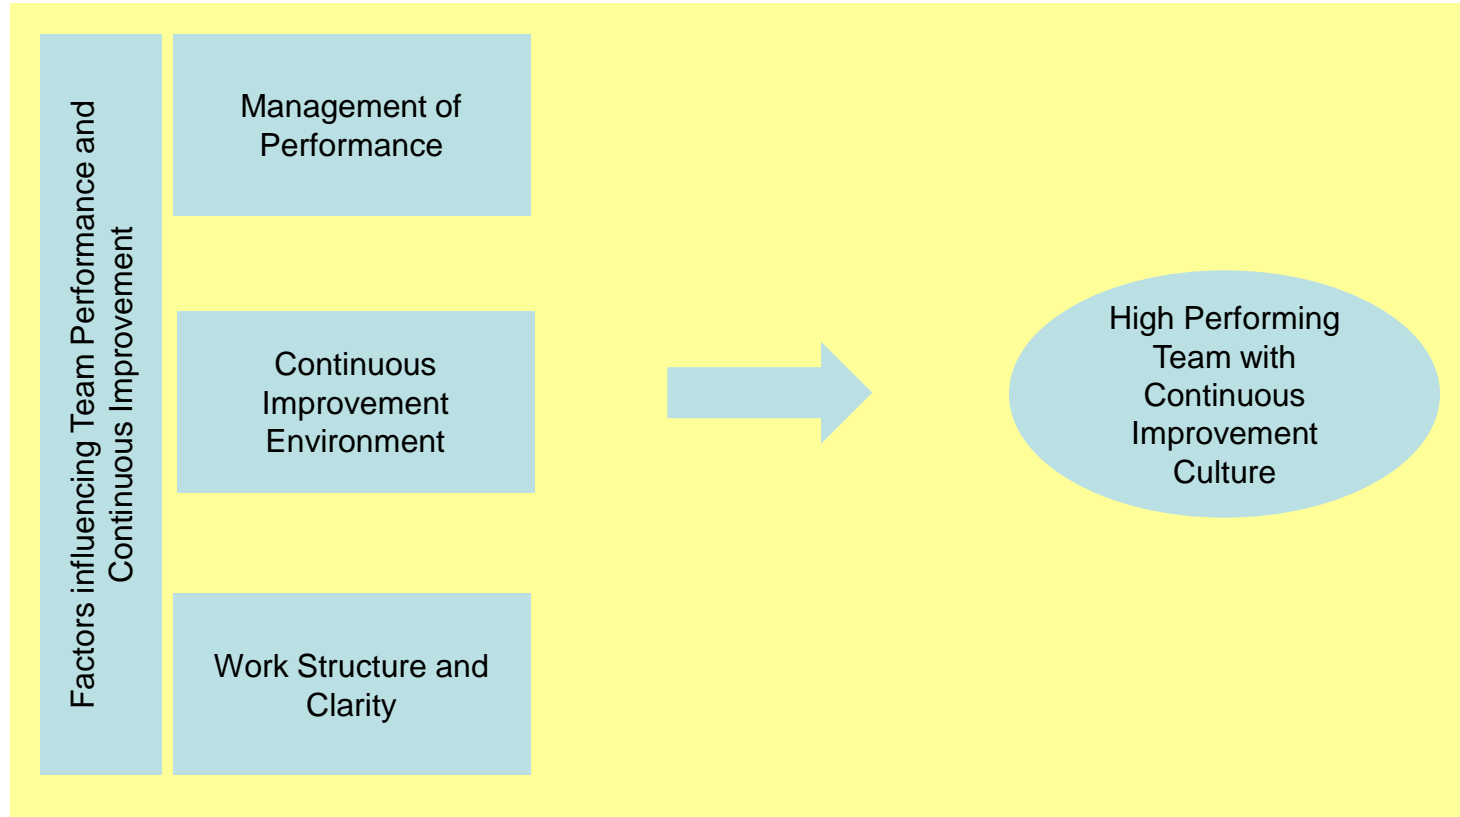 Factors influencing Team Performance and
Continuous Improvement
Management of
Performance
Continuous
Improvement
Environment
Work Structure and
Clarity
High Performing
Team with
Continuous
Improvement
Culture